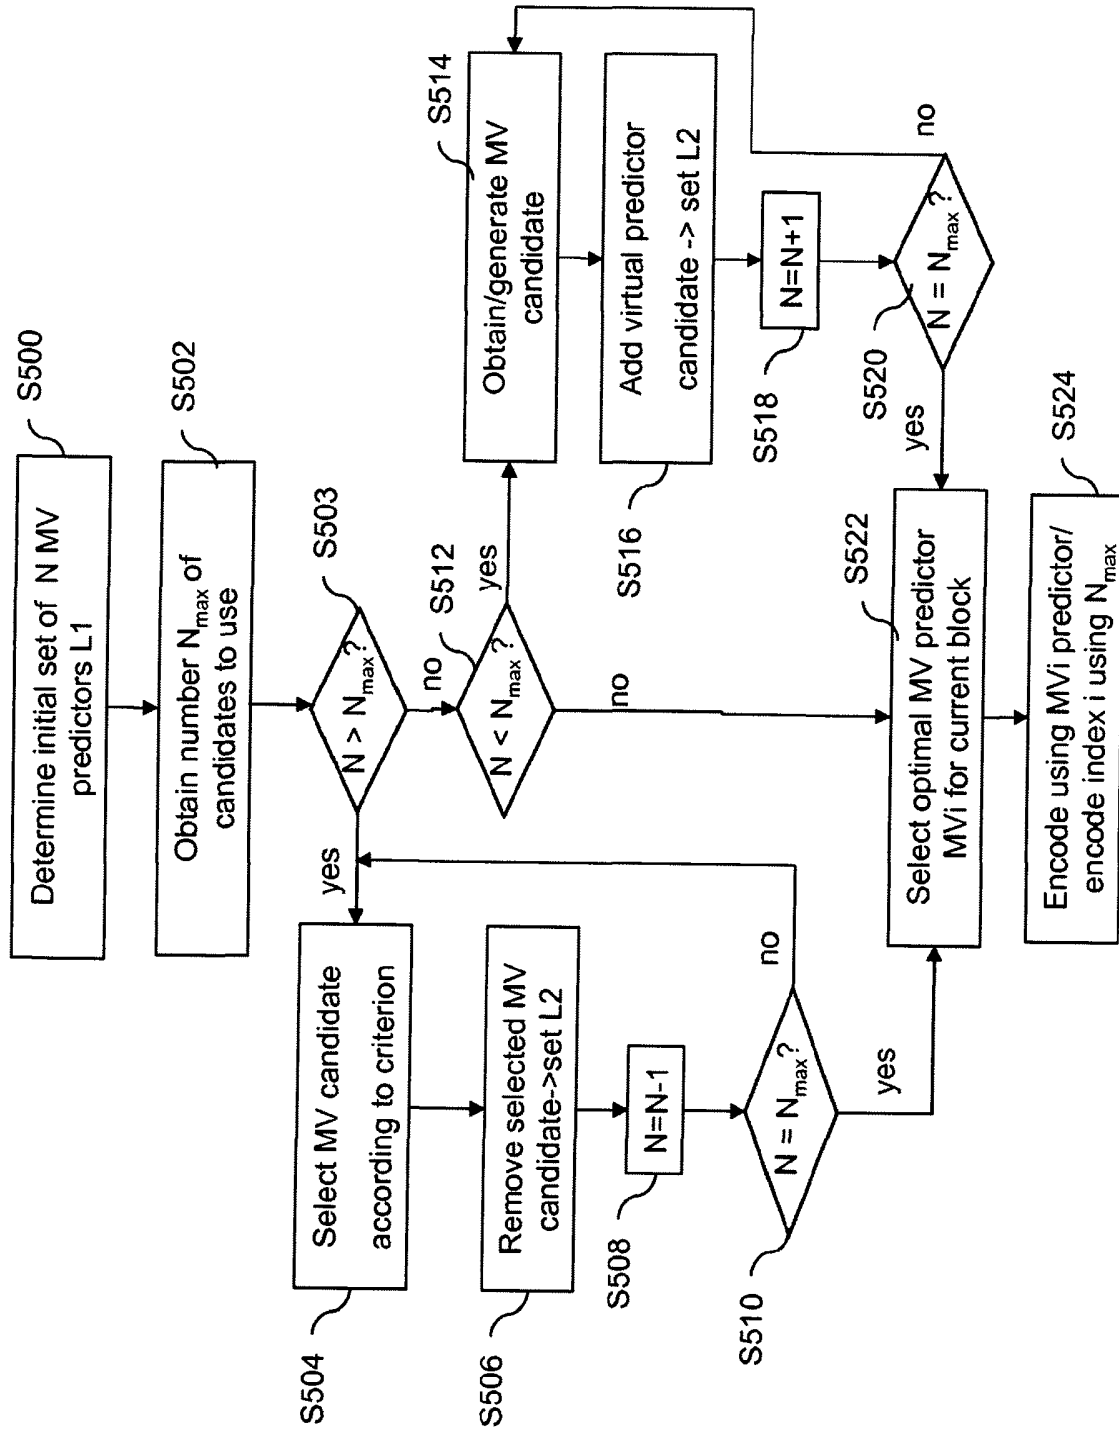 S500
Determine initial set of N MV
predictors L1
S502
Obtain number Nmax of
candidates to use
S503
N > Nmax?
yes
no
S504
Select MV candidate
according to criterion
S506
Remove selected MV
candidate->set L2
S508
N=N-1
S510
N = Nmax?
no
yes
S512
N < Nmax?
yes
no
S514
Obtain/generate MV
candidate
S516
Add virtual predictor
candidate -> set L2
S518
N=N+1
S520
N = Nmax?
no
yes
S522
Select optimal MV predictor
MVi for current block
S524
Encode using MVi predictor/
encode index i using Nmax